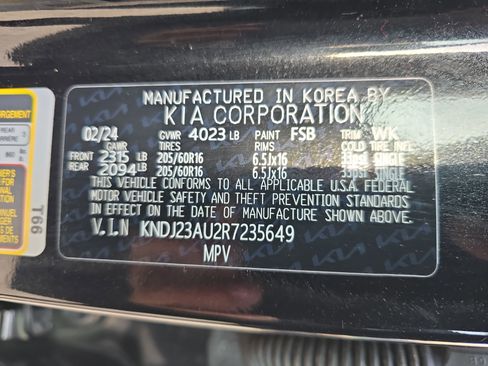 MANUFACTURED IN KOREA BY
KIA CORPORATION
02/24 GVWR 4023 LB PAINT FSB TRIM WK
GAWR TIRES RIMS COLD TIRE INFL
FRONT 2315 LB 205/60R16 6.5Jx16 33psi SINGLE
REAR 2094 LB 205/60R16 6.5Jx16 33psi SINGLE
THIS VEHICLE CONFORMS TO ALL APPLICABLE U.S.A. FEDERAL
MOTOR VEHICLE SAFETY AND THEFT PREVENTION
STANDARDS IN EFFECT ON THE DATE OF MANUFACTURE SHOWN ABOVE.
V.I.N KNDJ23AU2R7235649
MPV
T66